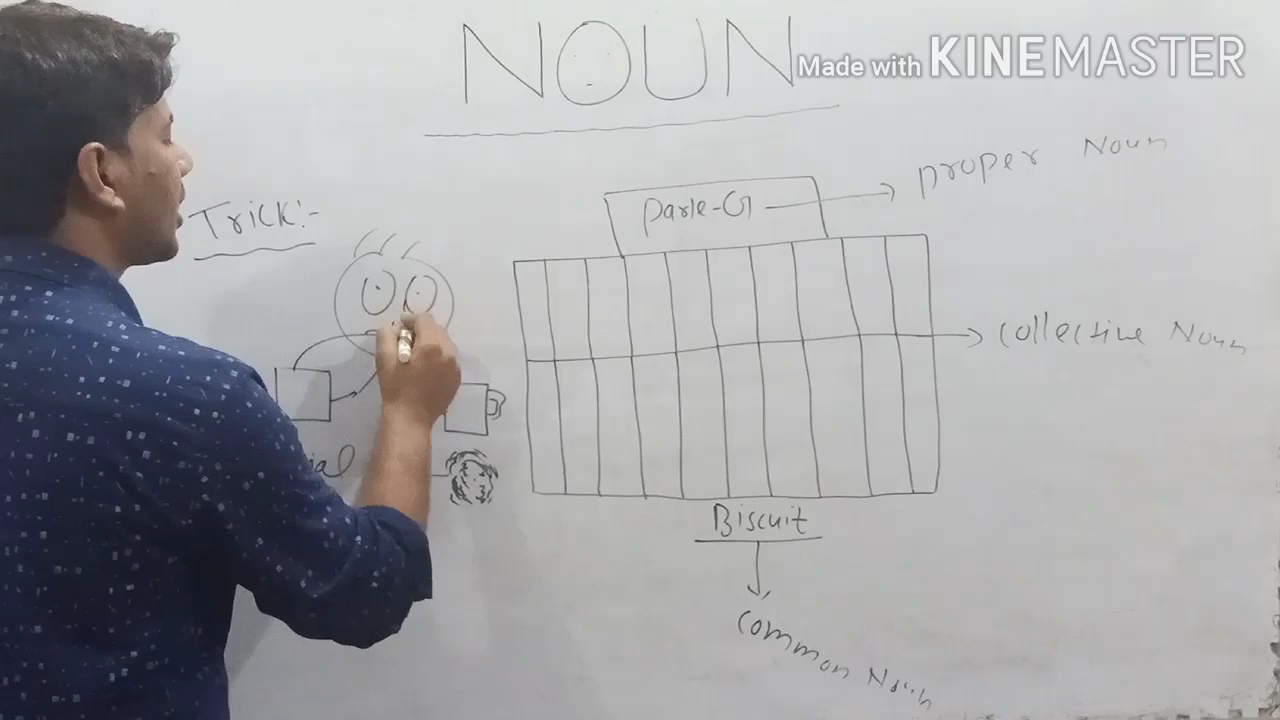 NOUN
Made with KINEMASTER
proper Noun
Parle-G
Trick:-
collective Noun
Biscuit
common Noun